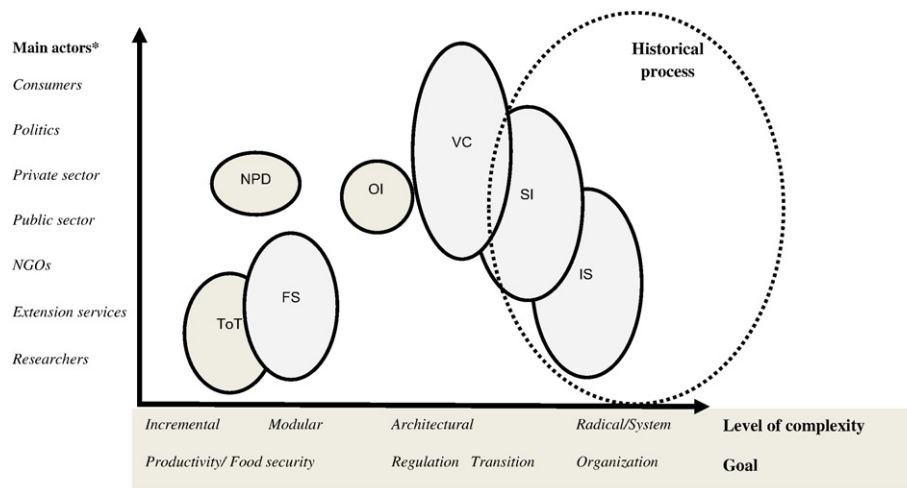 Main actors*
Historical
process
Consumers
Politics
VC
Private sector
NPD
OI
SI
Public sector
NGOs
IS
FS
Extension services
ToT
Researchers
Incremental Modular Architectural Radical/System Level of complexity
Productivity/ Food security Regulation Transition Organization Goal